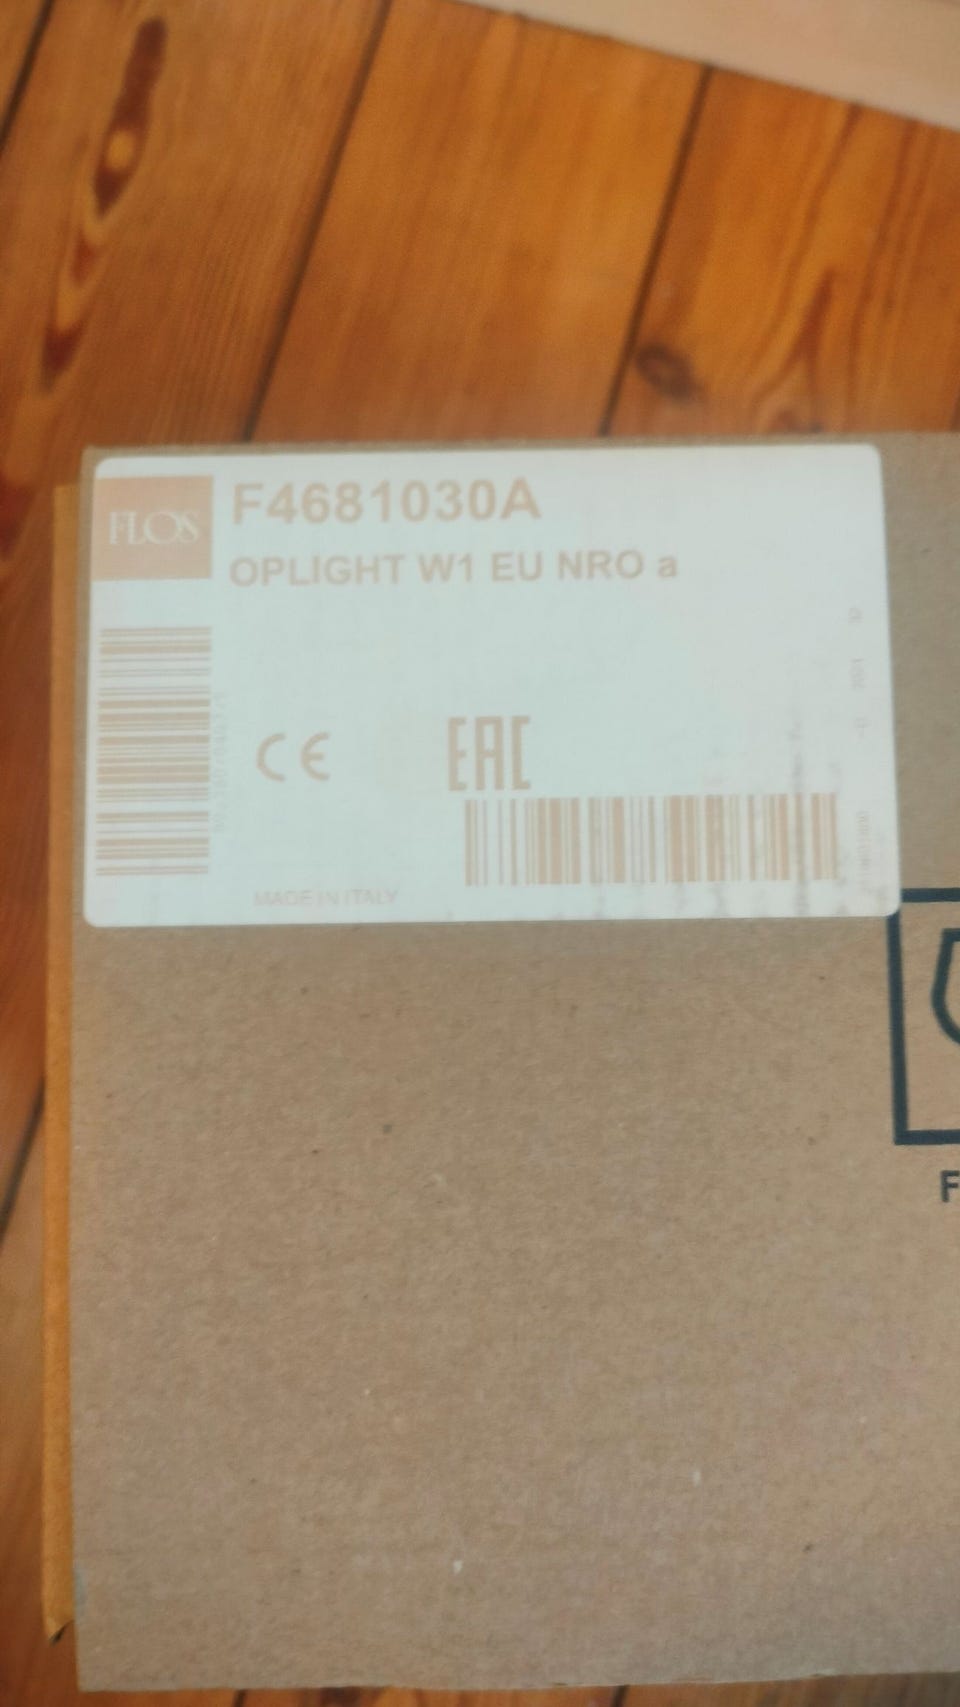 FLOS
F4681030A
OPLIGHT W1 EU NRO a
CE
EAC
MADE IN ITALY
F